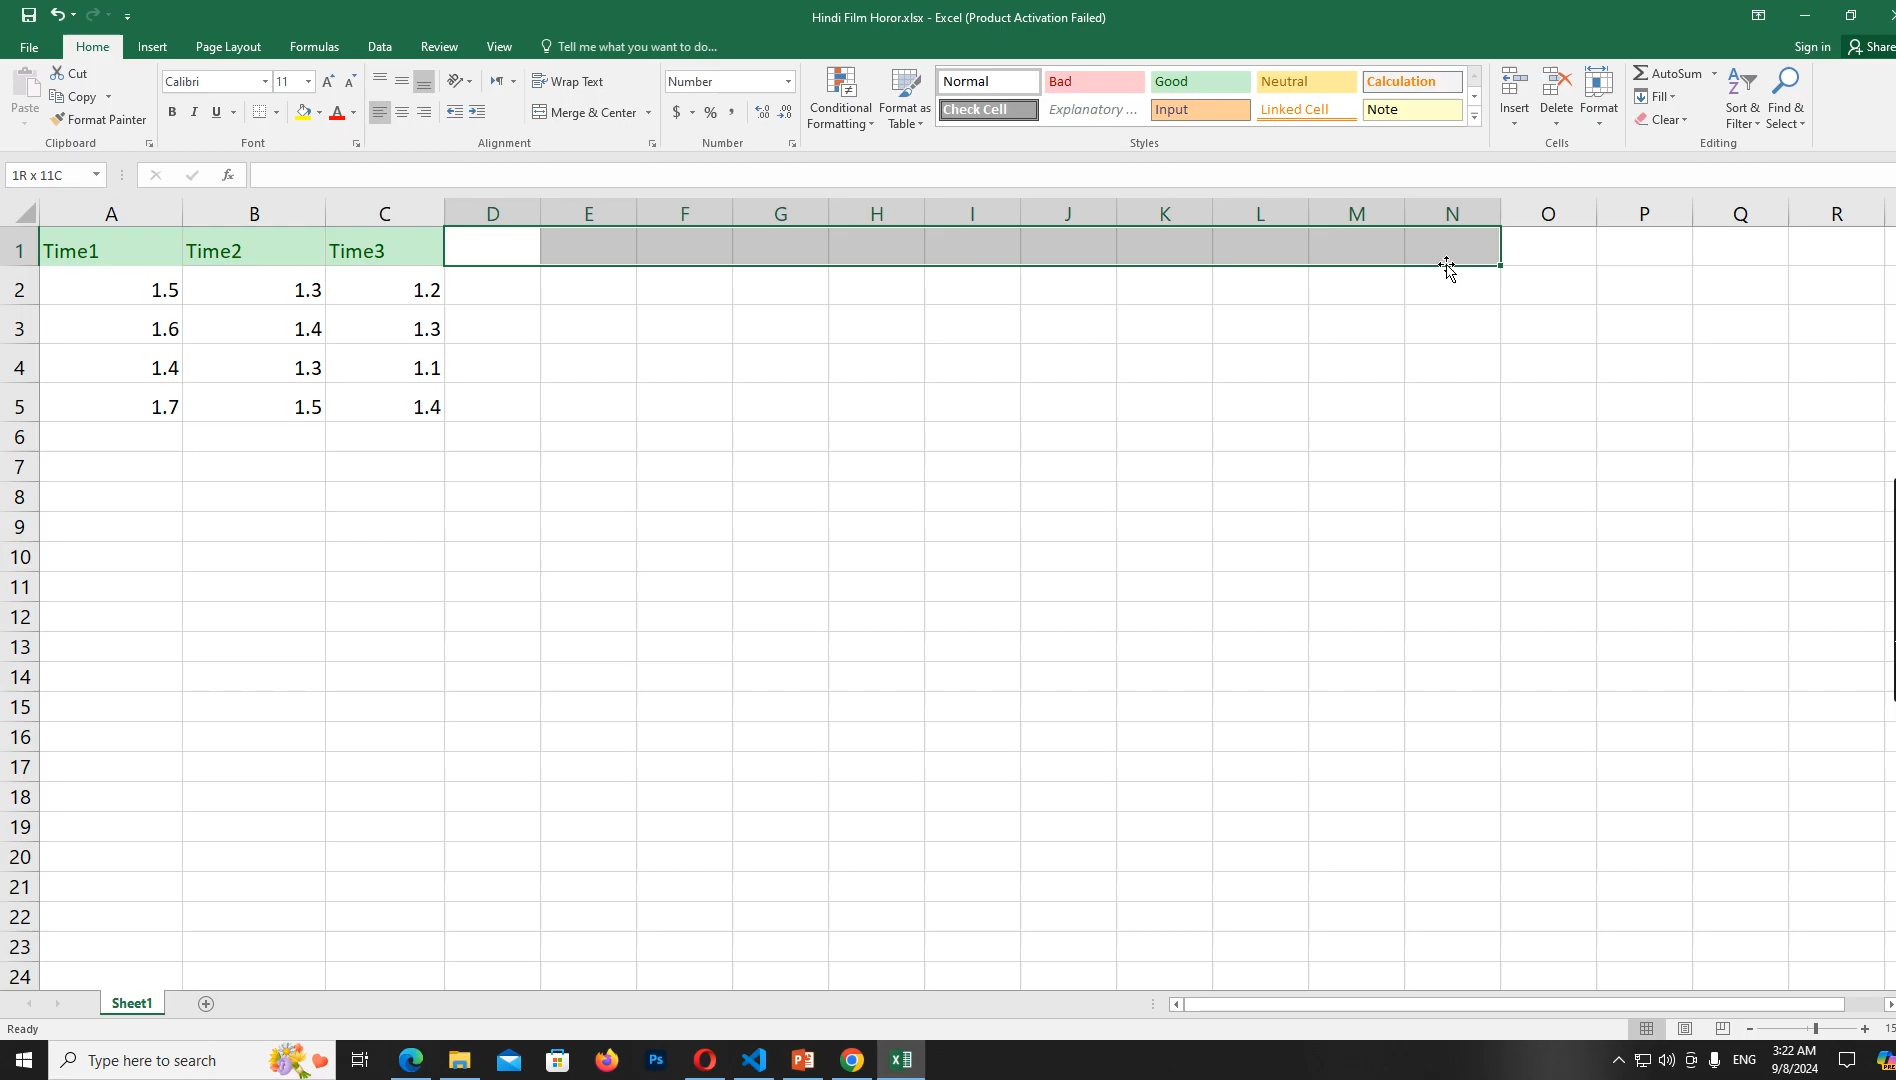 Hindi Film Horor.xlsx - Excel (Product Activation Failed)
File Home Insert Page Layout Formulas Data Review View Tell me what you want to do... Sign in Share
Paste Cut Copy Format Painter Clipboard
Calibri 11 B I U A A A Font
Wrap Text Merge & Center Alignment
Number $ % , Number
Conditional Formatting Format as Table
Normal Bad Good Neutral Calculation
Check Cell Explanatory ... Input Linked Cell Note
Styles
Insert Delete Format Cells
AutoSum Fill Clear Sort & Filter Find & Select Editing
1R x 11C fx
A B C D E F G H I J K L M N O P Q R
1 Time1 Time2 Time3
2 1.5 1.3 1.2
3 1.6 1.4 1.3
4 1.4 1.3 1.1
5 1.7 1.5 1.4
6
7
8
9
10
11
12
13
14
15
16
17
18
19
20
21
22
23
24
Sheet1
Ready
Type here to search Ps ENG 3:22 AM
9/8/2024